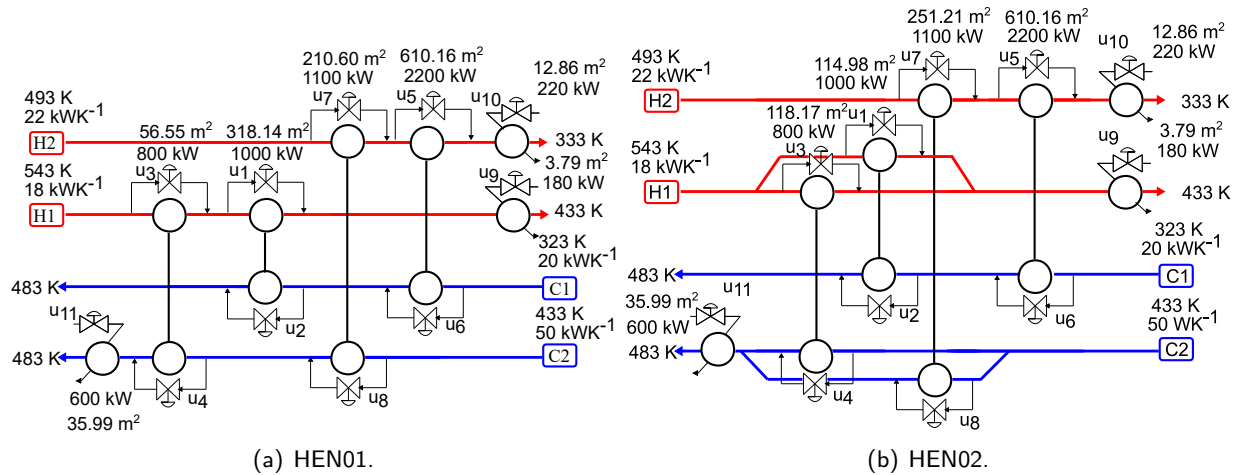 210.60 m²
1100 kW
u7
610.16 m²
2200 kW
u5
u10
12.86 m²
220 kW
493 K
22 kWK-1
H2
333 K
56.55 m²
800 kW
u3
318.14 m²
1000 kW
u1
3.79 m²
180 kW
u9
543 K
18 kWK-1
H1
433 K
323 K
20 kWK-1
483 K
C1
u11
u2
u6
433 K
50 kWK-1
483 K
C2
600 kW
35.99 m²
u4
u8
(a) HEN01.
251.21 m²
1100 kW
u7
610.16 m²
2200 kW
u5
u10
12.86 m²
220 kW
493 K
22 kWK-1
H2
333 K
114.98 m²
1000 kW
118.17 m²
800 kW
u1
u3
3.79 m²
180 kW
u9
543 K
18 kWK-1
H1
433 K
323 K
20 kWK-1
483 K
C1
u11
35.99 m²
600 kW
u2
u6
433 K
50 WK-1
483 K
C2
u4
u8
(b) HEN02.